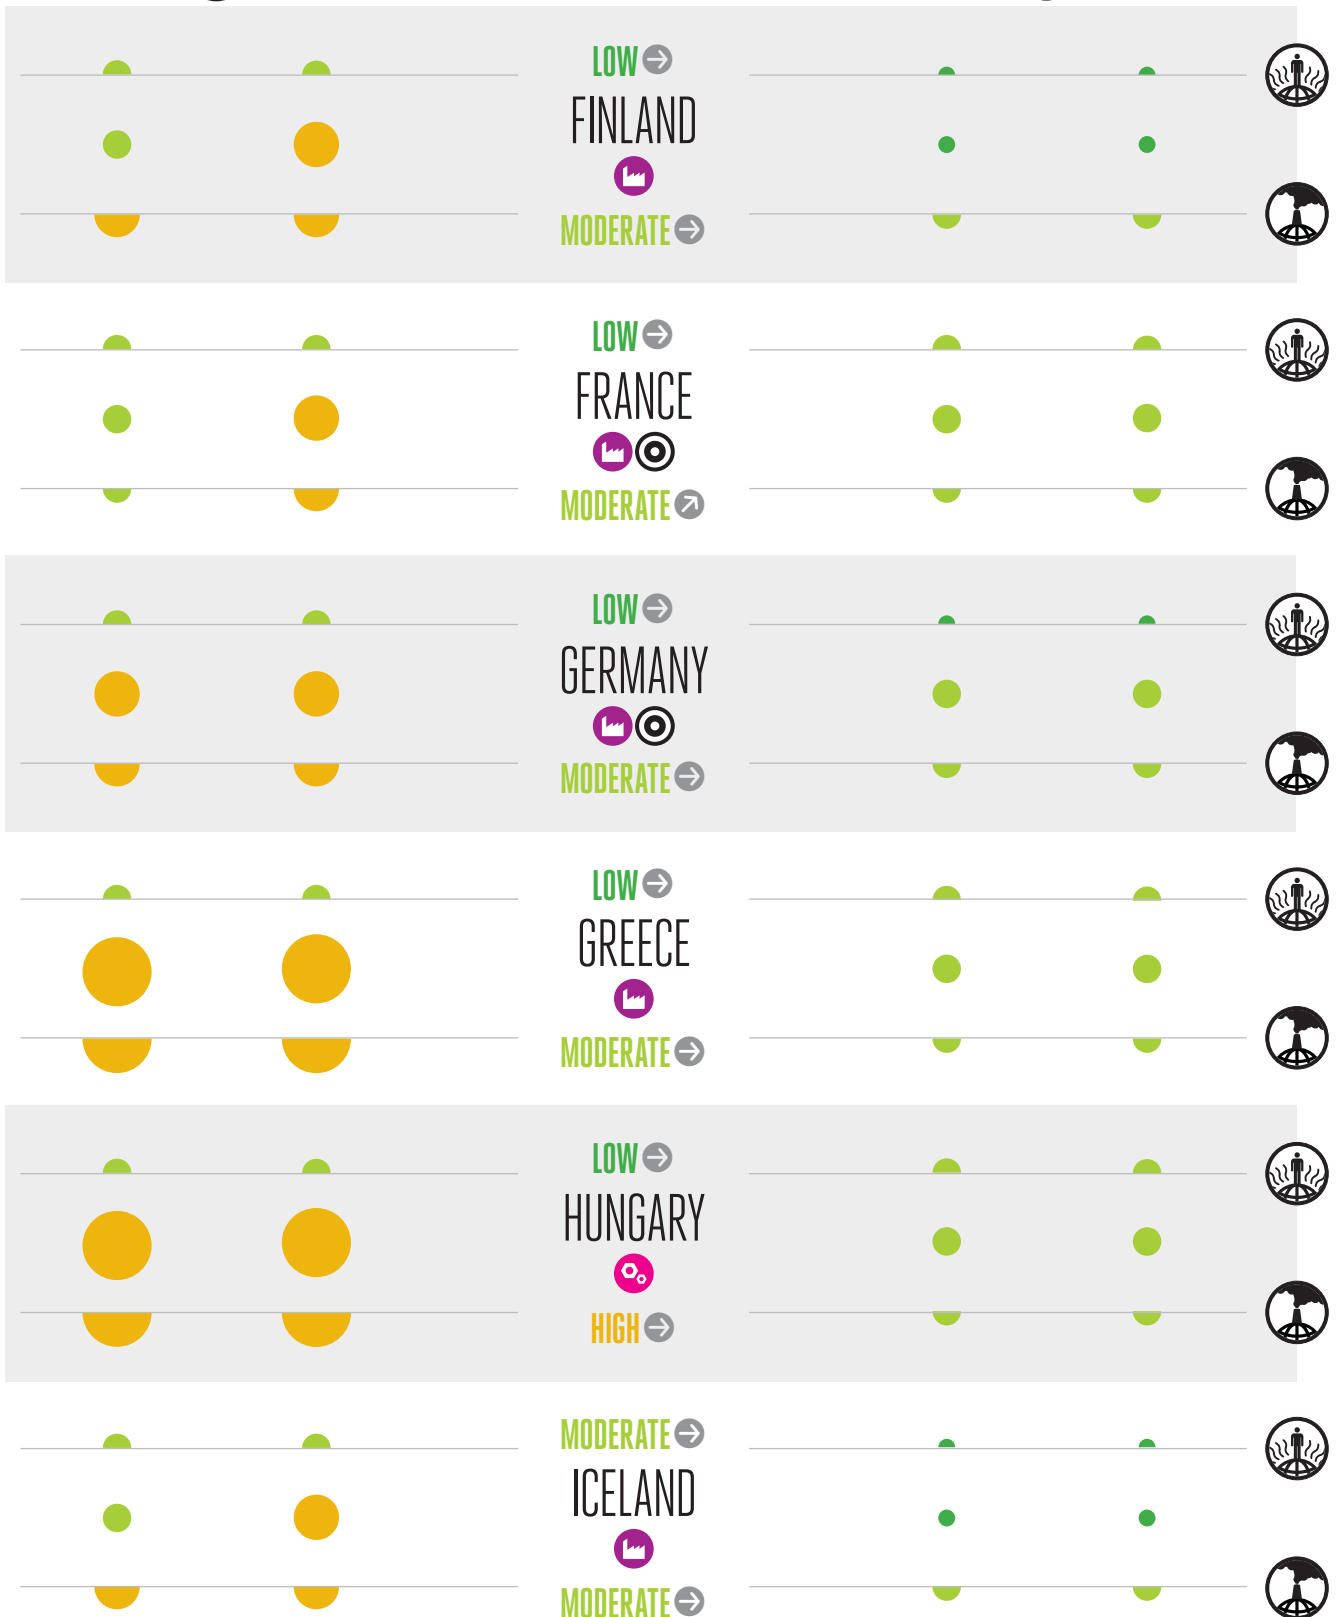 LOW
FINLAND
MODERATE
LOW
FRANCE
MODERATE
LOW
GERMANY
MODERATE
LOW
GREECE
MODERATE
LOW
HUNGARY
HIGH
MODERATE
ICELAND
MODERATE